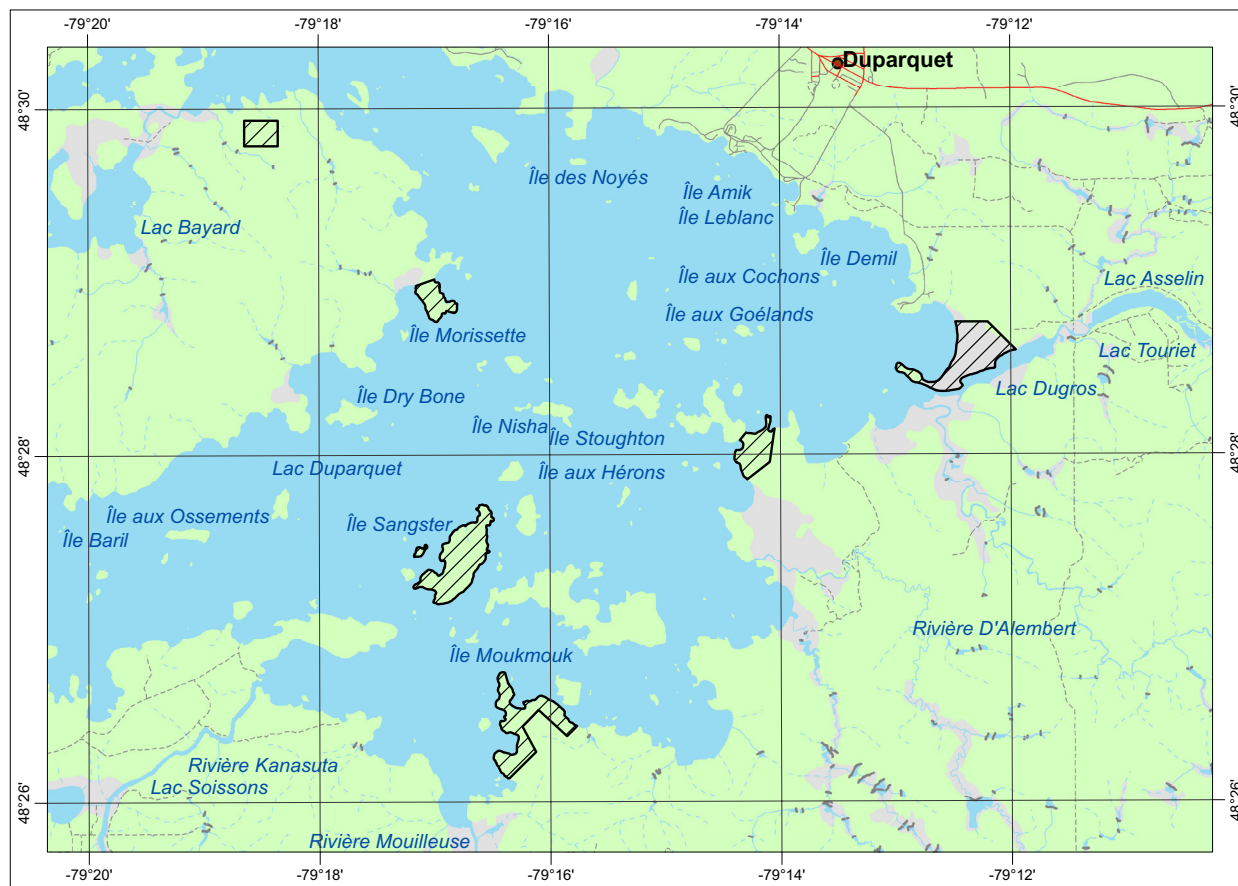 -79°20' -79°18' -79°16' -79°14' -79°12'
Duparquet
48°30' 48°30'
Île des Noyés
Île Amik
Île Leblanc
Lac Bayard
Île Demil
Île aux Cochons
Lac Asselin
Île aux Goélands
Île Morissette
Lac Touriet
Lac Dugros
Île Dry Bone
Île Nisha
Île Stoughton
48°28' 48°28'
Lac Duparquet
Île aux Hérons
Île aux Ossements
Île Sangster
Île Baril
Rivière D'Alembert
Île Moukmouk
Rivière Kanasuta
Lac Soissons
48°26' 48°26'
Rivière Mouilleuse
-79°20' -79°18' -79°16' -79°14' -79°12'